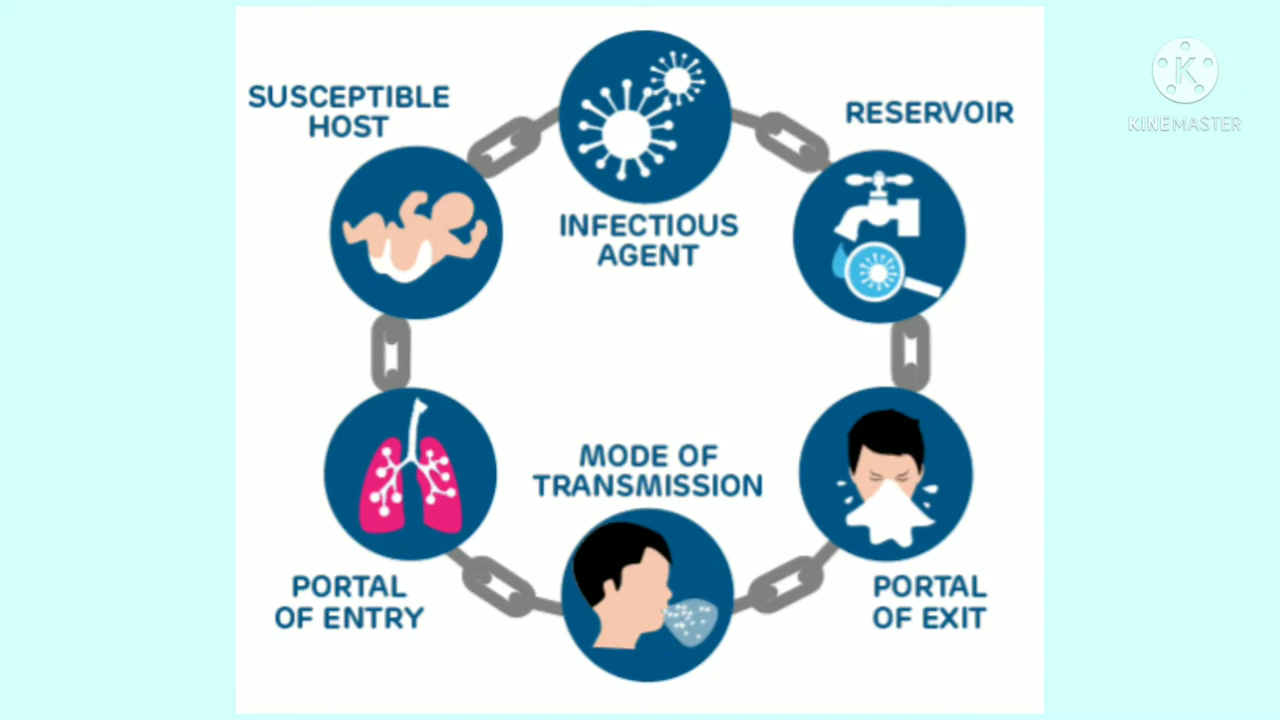 SUSCEPTIBLE
HOST
INFECTIOUS
AGENT
RESERVOIR
MODE OF
TRANSMISSION
PORTAL
OF ENTRY
PORTAL
OF EXIT
K
KINEMASTER